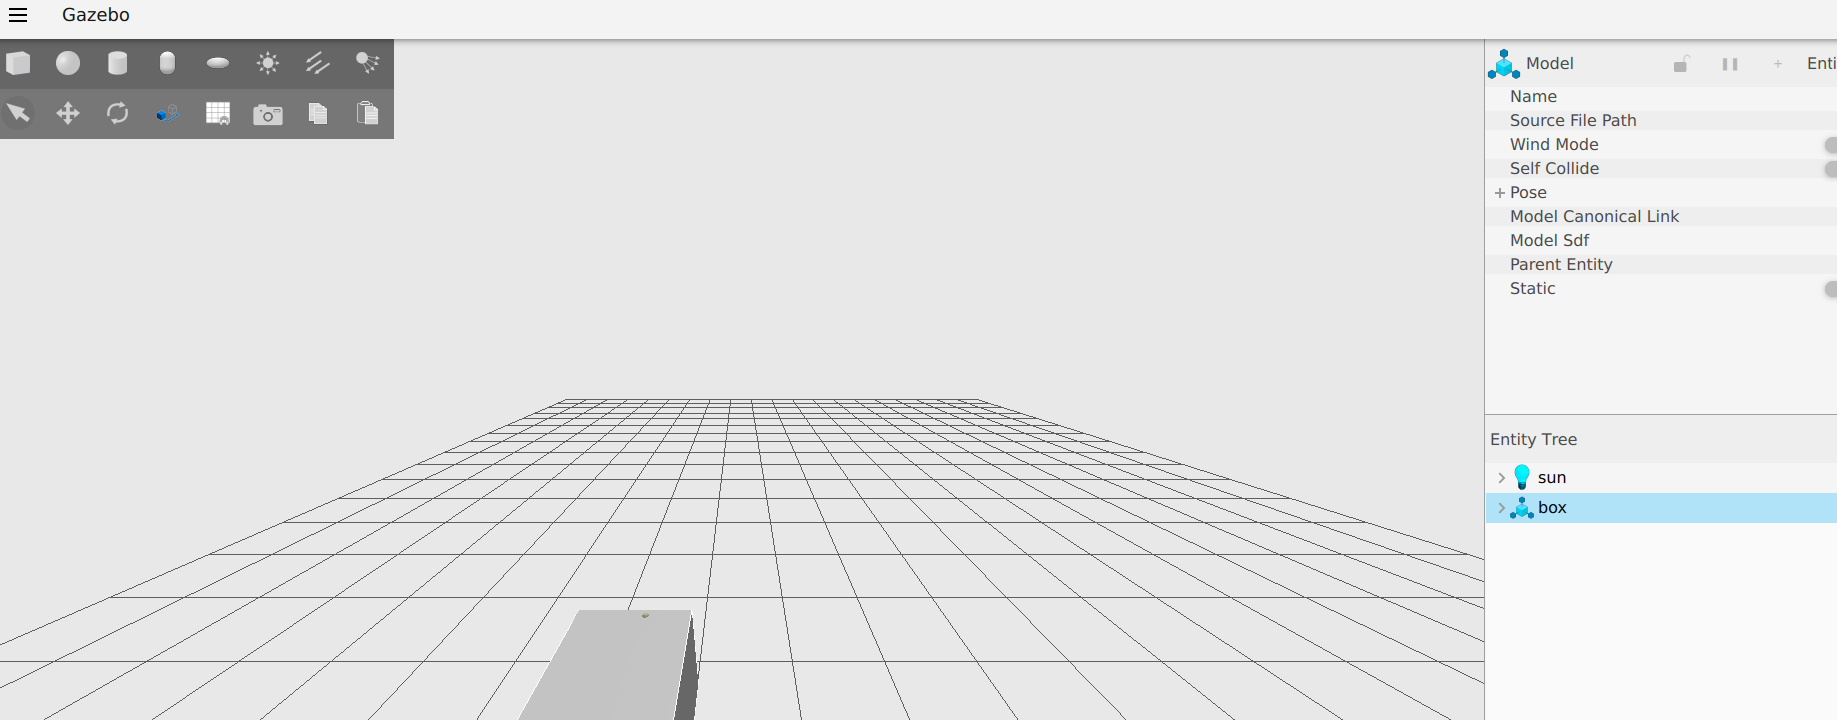 Gazebo
Model
Enti
Name
Source File Path
Wind Mode
Self Collide
Pose
Model Canonical Link
Model Sdf
Parent Entity
Static
Entity Tree
sun
box